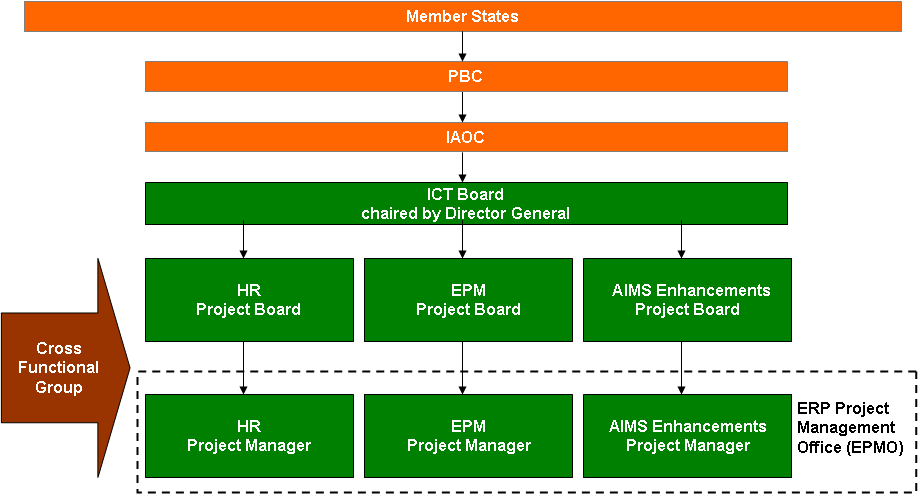 Member States
PBC
IAOC
ICT Board
chaired by Director General
HR
Project Board
EPM
Project Board
AIMS Enhancements
Project Board
Cross
Functional
Group
HR
Project Manager
EPM
Project Manager
AIMS Enhancements
Project Manager
ERP Project
Management
Office (EPMO)